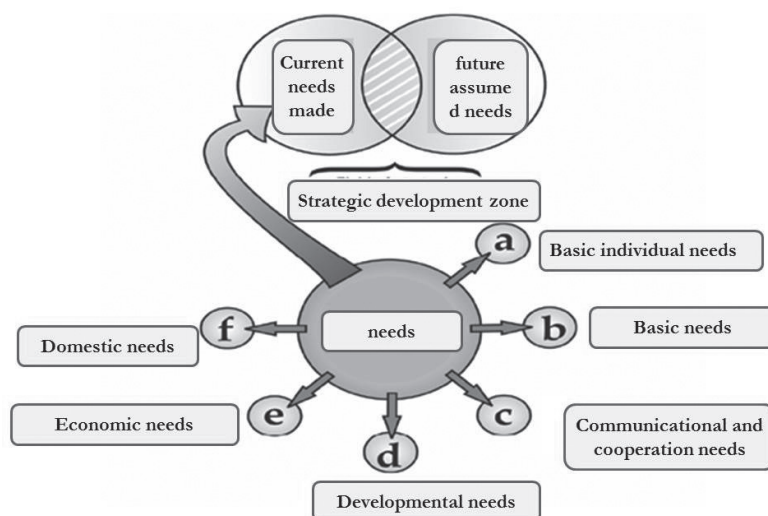 Current
needs
made
future
assume
d needs
Strategic development zone
a
Basic individual needs
f
needs
b
Basic needs
Domestic needs
e
c
Economic needs
Communicational and
cooperation needs
d
Developmental needs